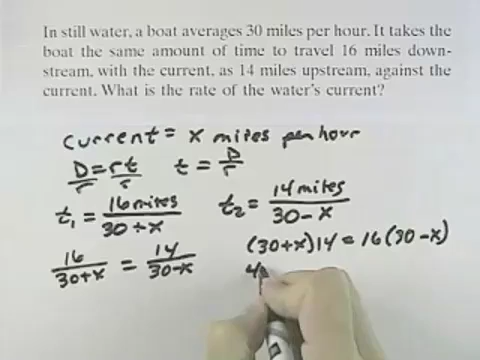 In still water, a boat averages 30 miles per hour. It takes the
boat the same amount of time to travel 16 miles down-
stream, with the current, as 14 miles upstream, against the
current. What is the rate of the water's current?
current = x miles per hour
D/r = rt/r t = D/r
t₁ = 16 miles/30 + x t₂ = 14 miles/30 - x
16/30+x = 14/30-x (30+x)14 = 16(30-x)
4